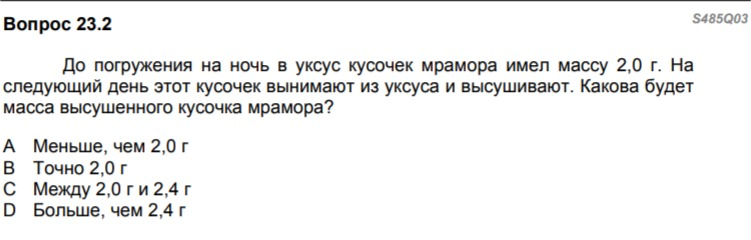 Вопрос 23.2
S485Q03
До погружения на ночь в уксус кусочек мрамора имел массу 2,0 г. На
следующий день этот кусочек вынимают из уксуса и высушивают. Какова будет
масса высушенного кусочка мрамора?
A Меньше, чем 2,0 г
B Точно 2,0 г
C Между 2,0 г и 2,4 г
D Больше, чем 2,4 г